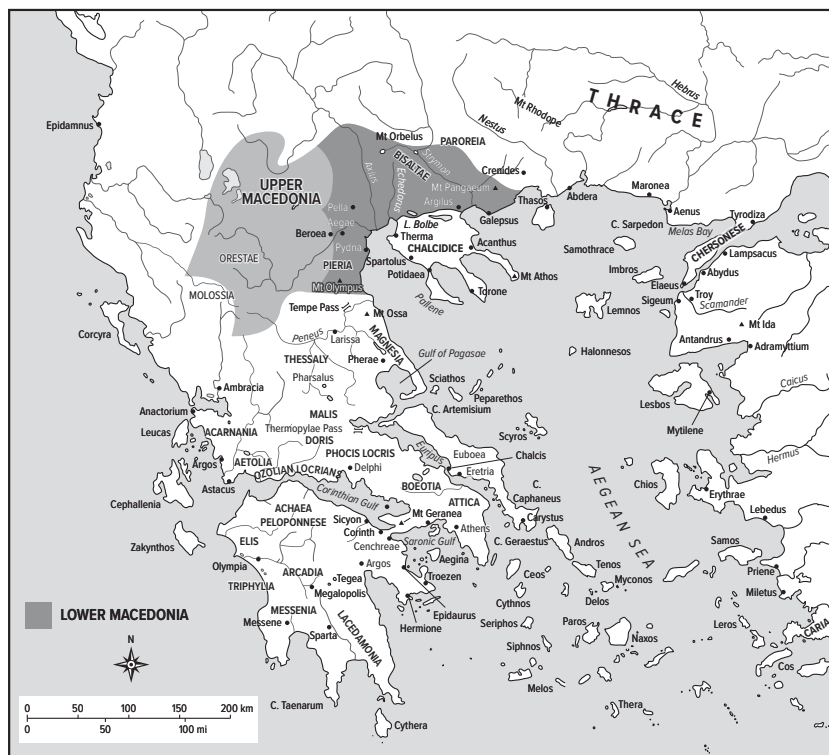 Epidamnus
Mt Orbelus
PAROREIA
Nestus
Mt Rhodope
Hebrus
THRACE
UPPER
MACEDONIA
Axius
Echedorus
BISALTAE
Strymon
Crenides
Mt Pangaeum
Argilus
Thasos
Galepsus
Abdera
Maronea
Aenus
Tyrodiza
C. Sarpedon
Melas Bay
CHERSONESE
Pella
Aegae
Beroea
Pydna
L. Bolbe
Therma
CHALCIDICE
Acanthus
Samothrace
Lampsacus
ORESTAE
PIERIA
Spartolus
Potidaea
Mt Athos
Imbros
Abydus
Elaeus
MOLOSSIA
Mt Olympus
Pallene
Torone
Lemnos
Sigeum
Troy
Scamander
Tempe Pass
Mt Ossa
Corcyra
Peneus
Larissa
MAGNESIA
Mt Ida
Antandrus
Adramyttium
THESSALY
Pherae
Gulf of Pagasae
Halonnesos
Pharsalus
Sciathos
Peparethos
Caicus
Ambracia
C. Artemisium
Lesbos
Anactorium
MALIS
Thermopylae Pass
Scyros
Mytilene
Leucas
ACARNANIA
DORIS
Euripus
Euboea
Chalcis
Hermus
Argos
AETOLIA
PHOCIS
LOCRIS
Delphi
Eretria
Astacus
OZOLIAN LOCRIANS
BOEOTIA
AEGEAN SEA
Chios
Erythrae
Cephallenia
Corinthian Gulf
ATTICA
C.
Caphaneus
Lebedus
ACHAEA
PELOPONNESE
Sicyon
Mt Geranea
Carystus
Zakynthos
Corinth
Athens
ELIS
Cenchreae
Saronic Gulf
C. Geraestus
Andros
Samos
Olympia
Argos
Aegina
Tenos
Priene
ARCADIA
Tegea
Troezen
Ceos
Myconos
TRIPHYLIA
Megalopolis
Delos
Miletus
LOWER MACEDONIA
MESSENIA
Epidaurus
Cythnos
Messene
Sparta
LACEDAMONIA
Hermione
Seriphos
Paros
Naxos
Leros
CARIA
N
Siphnos
Cos
Melos
0 50 100 150 200 km
0 50 100 mi
C. Taenarum
Thera
Cythera